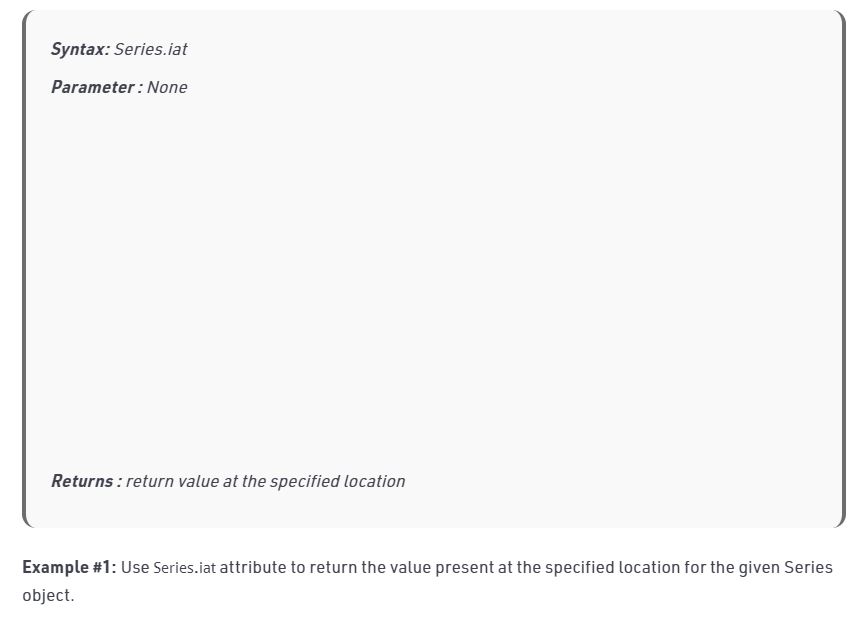 Syntax: Series.iat
Parameter : None
Returns : return value at the specified location
Example #1: Use Series.iat attribute to return the value present at the specified location for the given Series
object.